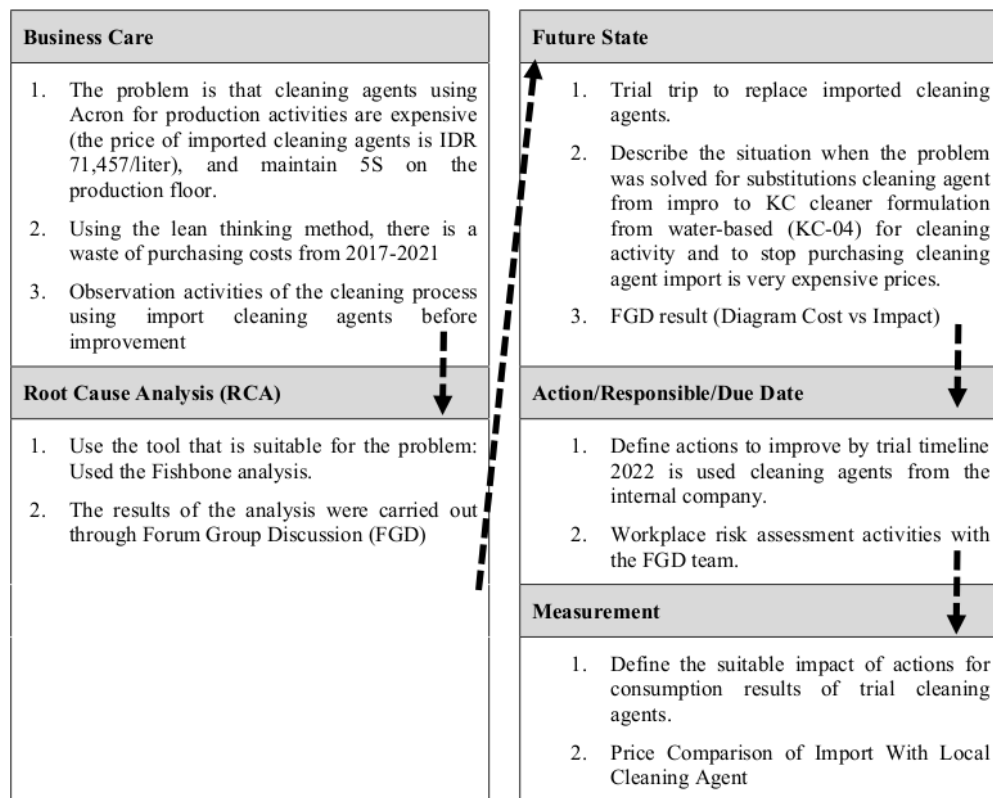 Business Care
1. The problem is that cleaning agents using
Acron for production activities are expensive
(the price of imported cleaning agents is IDR
71,457/liter), and maintain 5S on the
production floor.
2. Using the lean thinking method, there is a
waste of purchasing costs from 2017-2021
3. Observation activities of the cleaning process
using import cleaning agents before
improvement
Root Cause Analysis (RCA)
1. Use the tool that is suitable for the problem:
Used the Fishbone analysis.
2. The results of the analysis were carried out
through Forum Group Discussion (FGD)
Future State
1. Trial trip to replace imported cleaning
agents.
2. Describe the situation when the problem
was solved for substitutions cleaning agent
from impro to KC cleaner formulation
from water-based (KC-04) for cleaning
activity and to stop purchasing cleaning
agent import is very expensive prices.
3. FGD result (Diagram Cost vs Impact)
Action/Responsible/Due Date
1. Define actions to improve by trial timeline
2022 is used cleaning agents from the
internal company.
2. Workplace risk assessment activities with
the FGD team.
Measurement
1. Define the suitable impact of actions for
consumption results of trial cleaning
agents.
2. Price Comparison of Import With Local
Cleaning Agent